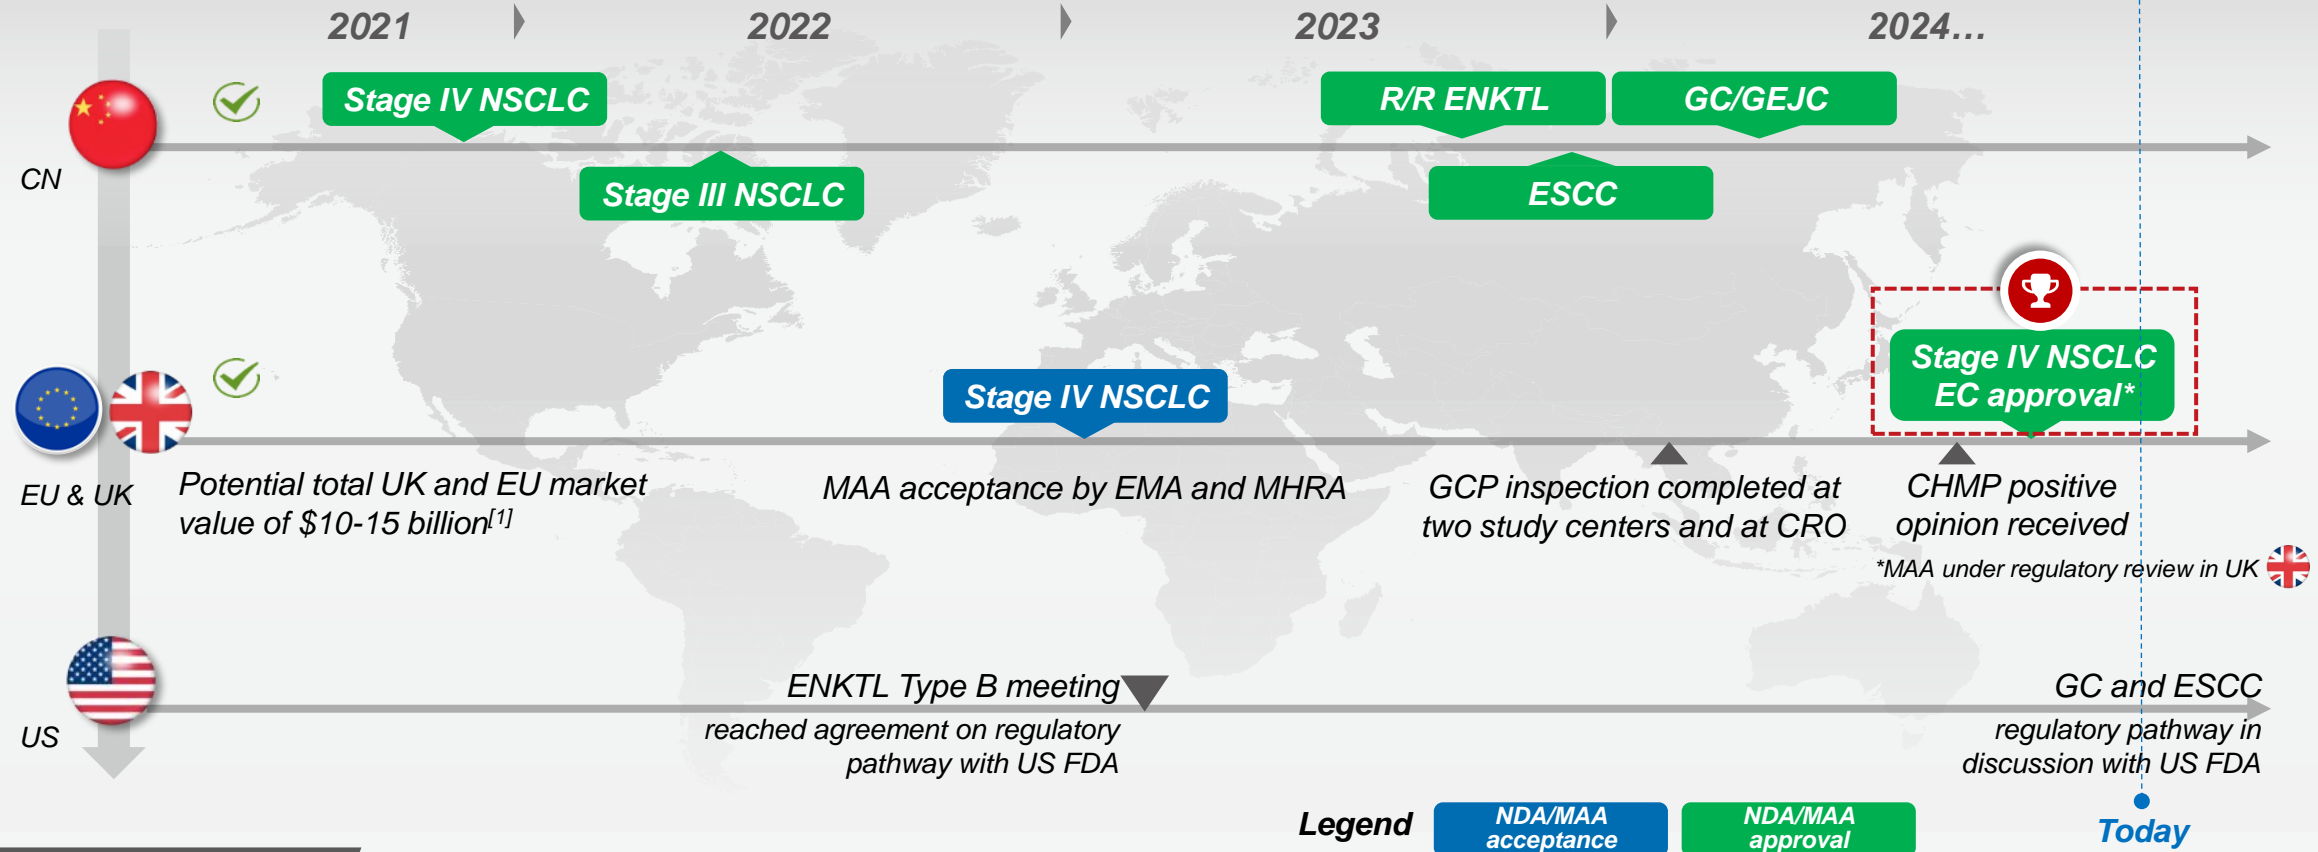 2021
2022
2023
2024...
Stage IV NSCLC
R/R ENKTL
GC/GEJC
CN
Stage III NSCLC
ESCC
Stage IV NSCLC
EC approval*
Stage IV NSCLC
EU & UK
Potential total UK and EU market
value of $10-15 billion[1]
MAA acceptance by EMA and MHRA
GCP inspection completed at
two study centers and at CRO
CHMP positive
opinion received
*MAA under regulatory review in UK
US
ENKTL Type B meeting
reached agreement on regulatory
pathway with US FDA
GC and ESCC
regulatory pathway in
discussion with US FDA
Legend
NDA/MAA
acceptance
NDA/MAA
approval
Today